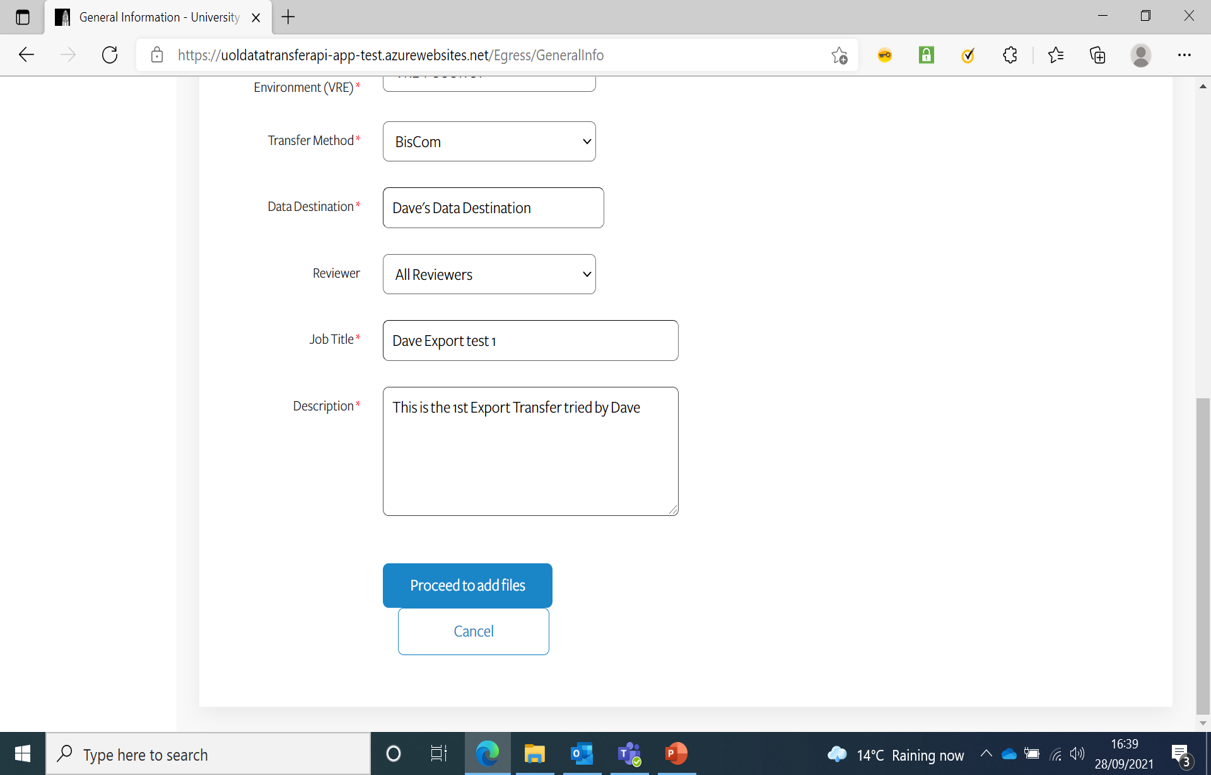 General Information - University
https://uoldatatransferapi-app-test.azurewebsites.net/Egress/GeneralInfo
Environment (VRE)*
Transfer Method*
BisCom
Data Destination*
Dave's Data Destination
Reviewer
All Reviewers
Job Title*
Dave Export test 1
Description*
This is the 1st Export Transfer tried by Dave
Proceed to add files
Cancel
Type here to search
14°C Raining now
16:39
28/09/2021
3